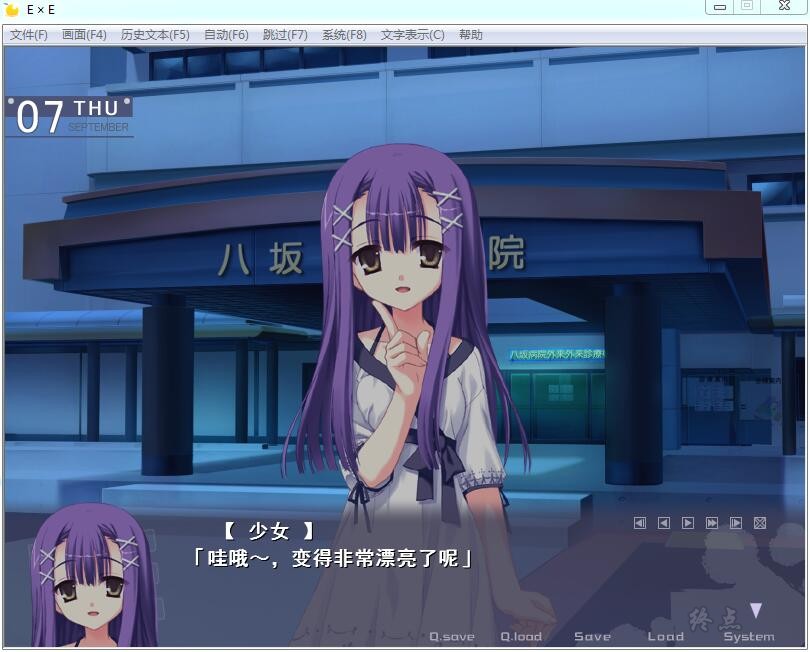 E×E
文件(F) 画面(F4) 历史文本(F5) 自动(F6) 跳过(F7) 系统(F8) 文字表示(C) 帮助
07 THU
SEPTEMBER
八坂 院
八坂病院外来外来診療
【 少女 】
「哇哦～，变得非常漂亮了呢」
终点
Q.save Q.load Save Load System